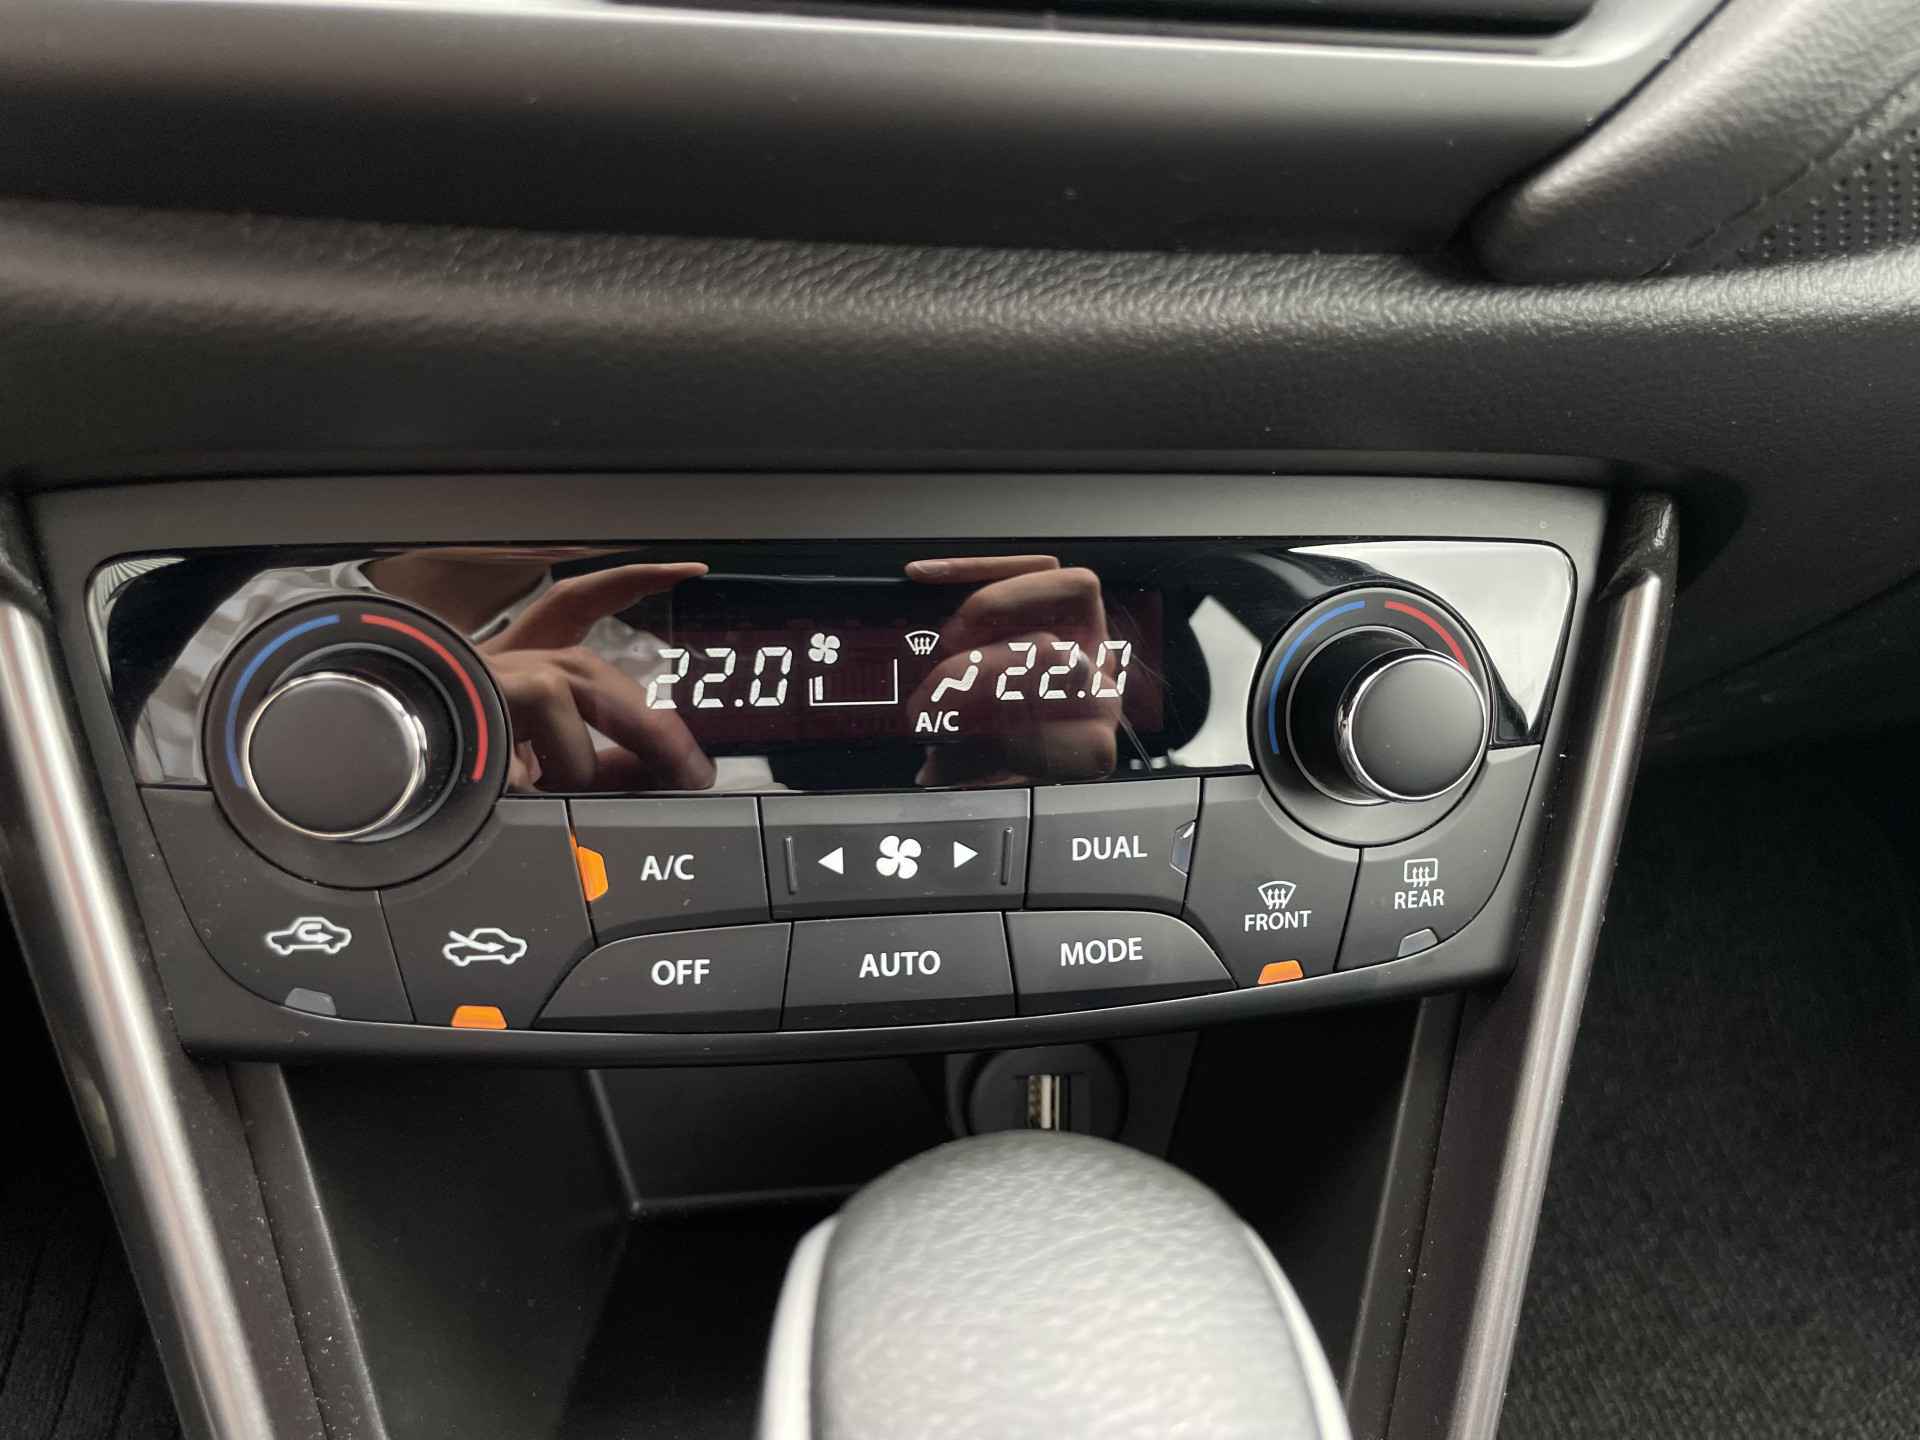 22.0
22.0
A/C
A/C
DUAL
FRONT
REAR
OFF
AUTO
MODE